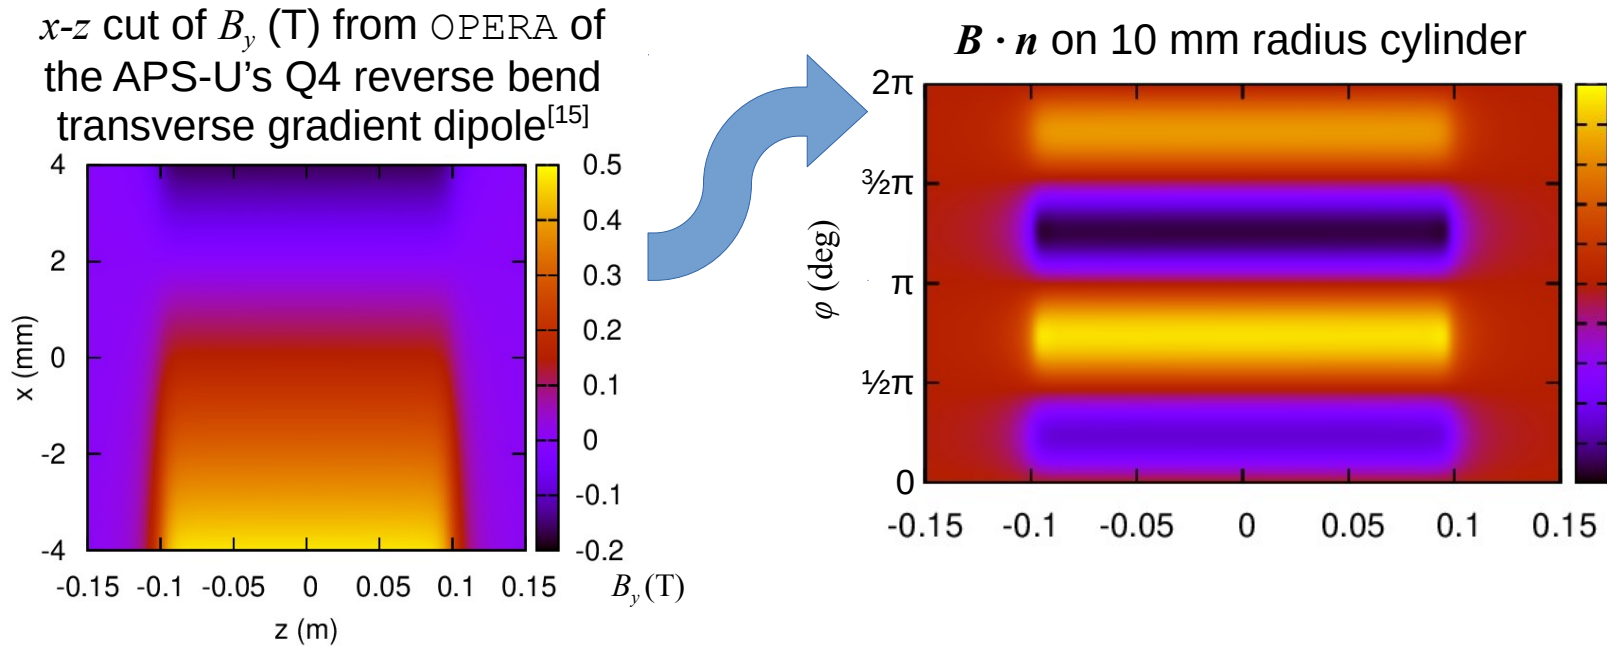 x-z cut of By (T) from OPERA of
the APS-U’s Q4 reverse bend
transverse gradient dipole[15]
4
2
0
-2
-4
x (mm)
-0.15 -0.1 -0.05 0 0.05 0.1 0.15
z (m)
0.5
0.4
0.3
0.2
0.1
0
-0.1
-0.2
By (T)
B · n on 10 mm radius cylinder
2π
³⁄₂π
π
½π
0
φ (deg)
-0.15 -0.1 -0.05 0 0.05 0.1 0.15